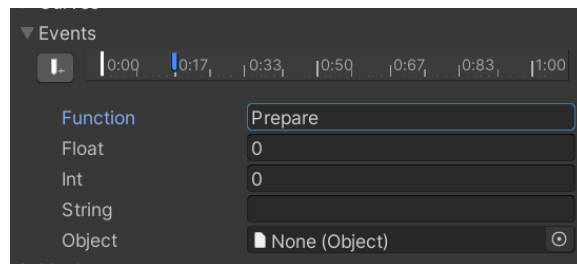 Events
0:00 0:17 0:33 0:50 0:67 0:83 1:00
Function Prepare
Float 0
Int 0
String
Object None (Object)